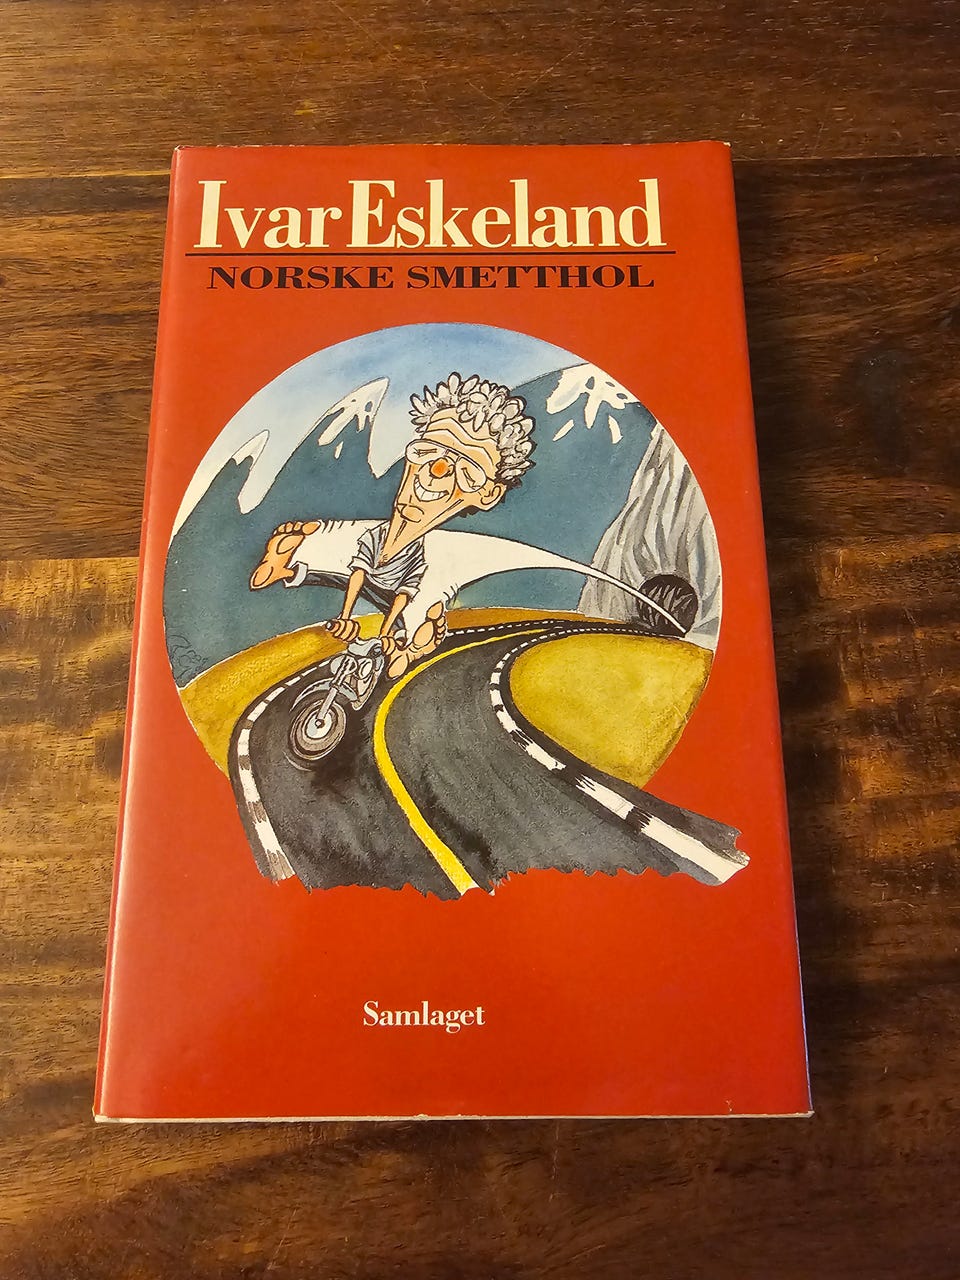 Ivar Eskeland
NORSKE SMETTHOL
Samlaget